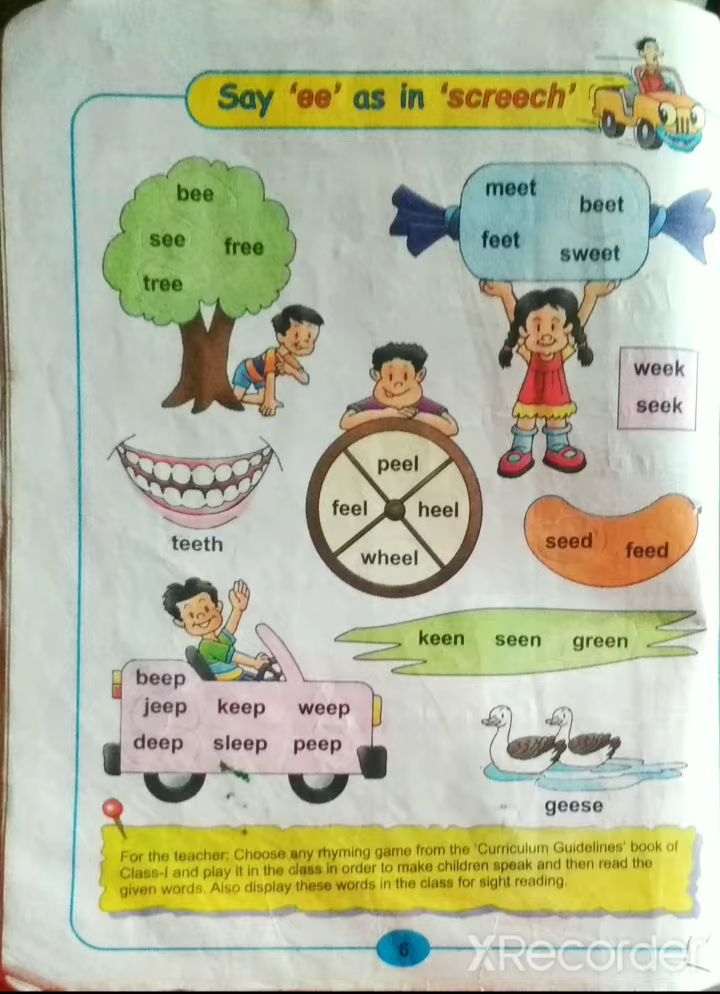 Say 'ee' as in 'screech'
bee
see free
tree
meet
beet
feet
sweet
week
seek
teeth
peel
feel heel
wheel
seed feed
keen seen green
beep
jeep keep weep
deep sleep peep
geese
For the teacher: Choose any rhyming game from the 'Curriculum Guidelines' book of
Class-I and play it in the class in order to make children speak and then read the
given words. Also display these words in the class for sight reading.
6
XRecorder